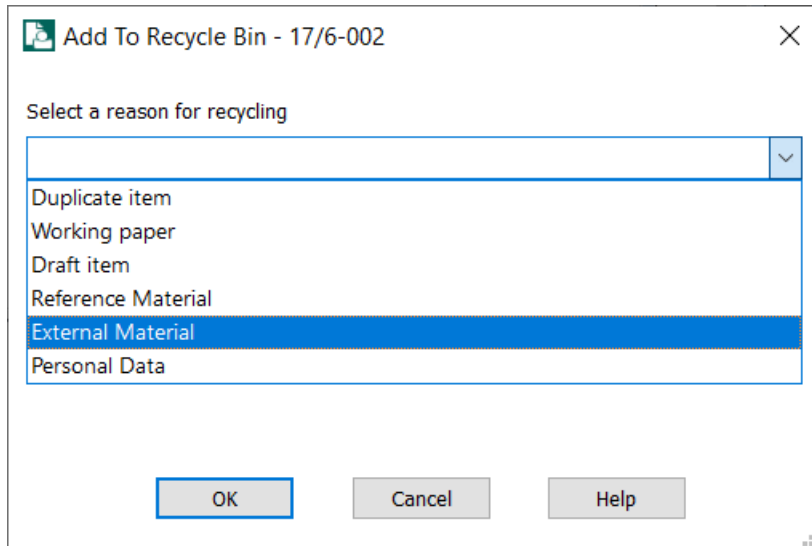 Add To Recycle Bin - 17/6-002
Select a reason for recycling
Duplicate item
Working paper
Draft item
Reference Material
External Material
Personal Data
OK Cancel Help